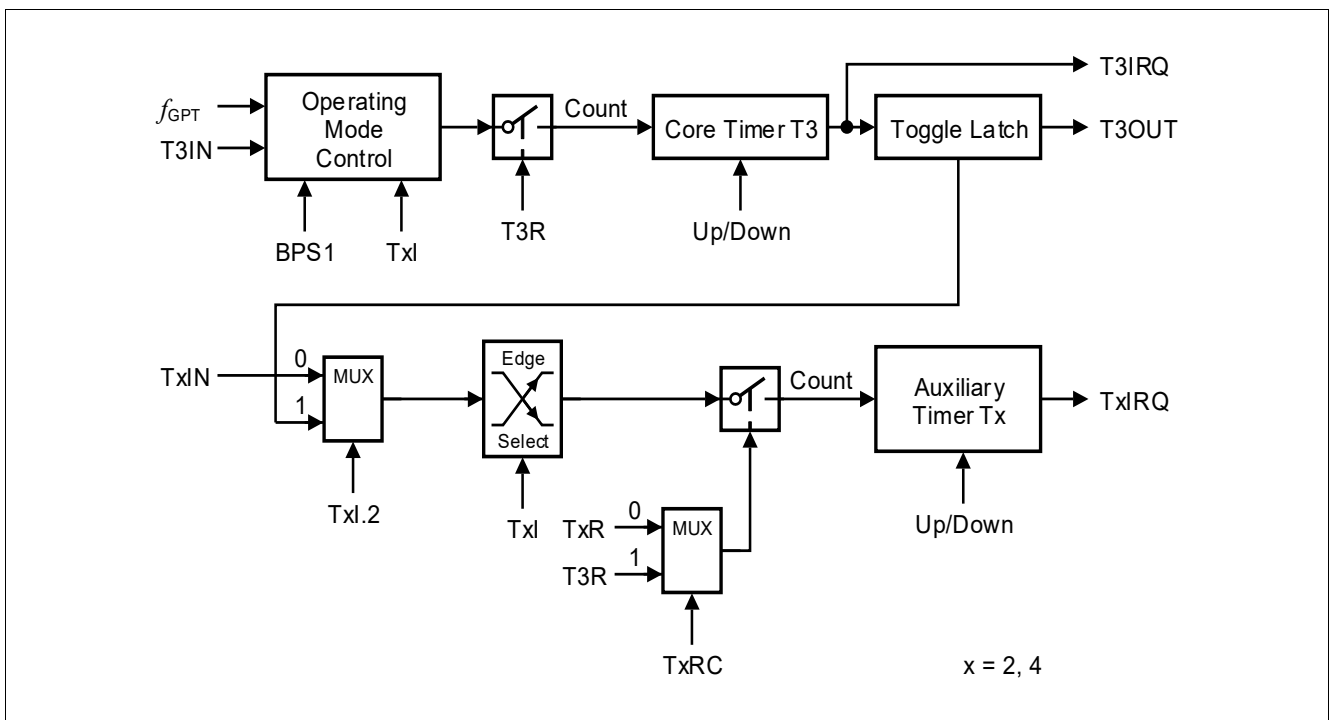 T3IRQ
fGPT
T3IN
Operating
Mode
Control
Count
Core Timer T3
Toggle Latch
T3OUT
BPS1
TxI
T3R
Up/Down
TxIN
0
1
MUX
TxI.2
Edge
Select
TxI
Count
Auxiliary
Timer Tx
TxIRQ
Up/Down
TxR
0
T3R
1
MUX
TxRC
x = 2, 4